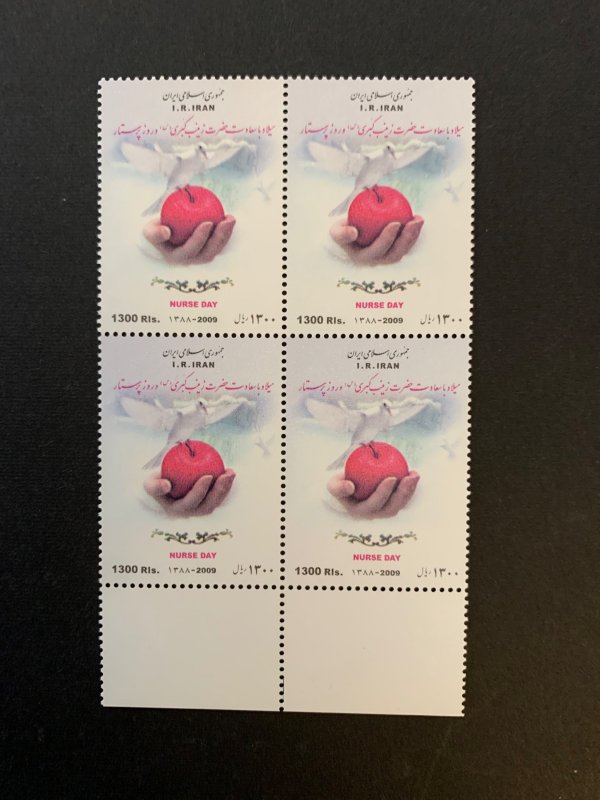 جمهوری اسلامی ایران
I.R.IRAN
میلاد با سعادت حضرت زینب کبری (س) و روز پرستار
NURSE DAY
1300 Rls. ۱۳۸۸-2009 ۱۳۰۰ ریال
جمهوری اسلامی ایران
I.R.IRAN
میلاد با سعادت حضرت زینب کبری (س) و روز پرستار
NURSE DAY
1300 Rls. ۱۳۸۸-2009 ۱۳۰۰ ریال
جمهوری اسلامی ایران
I.R.IRAN
میلاد با سعادت حضرت زینب کبری (س) و روز پرستار
NURSE DAY
1300 Rls. ۱۳۸۸-2009 ۱۳۰۰ ریال
جمهوری اسلامی ایران
I.R.IRAN
میلاد با سعادت حضرت زینب کبری (س) و روز پرستار
NURSE DAY
1300 Rls. ۱۳۸۸-2009 ۱۳۰۰ ریال